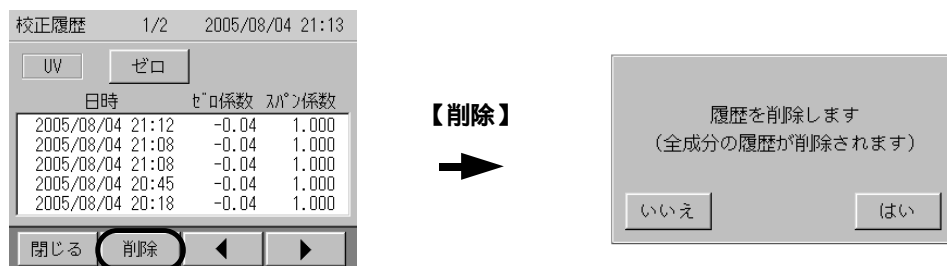 校正履歴 1/2 2005/08/04 21:13
UV ゼロ
日時 ｾﾞﾛ係数 ｽﾊﾟﾝ係数
2005/08/04 21:12 -0.04 1.000
2005/08/04 21:08 -0.04 1.000
2005/08/04 21:08 -0.04 1.000
2005/08/04 20:45 -0.04 1.000
2005/08/04 20:18 -0.04 1.000
閉じる 削除
【削除】
履歴を削除します
（全成分の履歴が削除されます）
いいえ はい